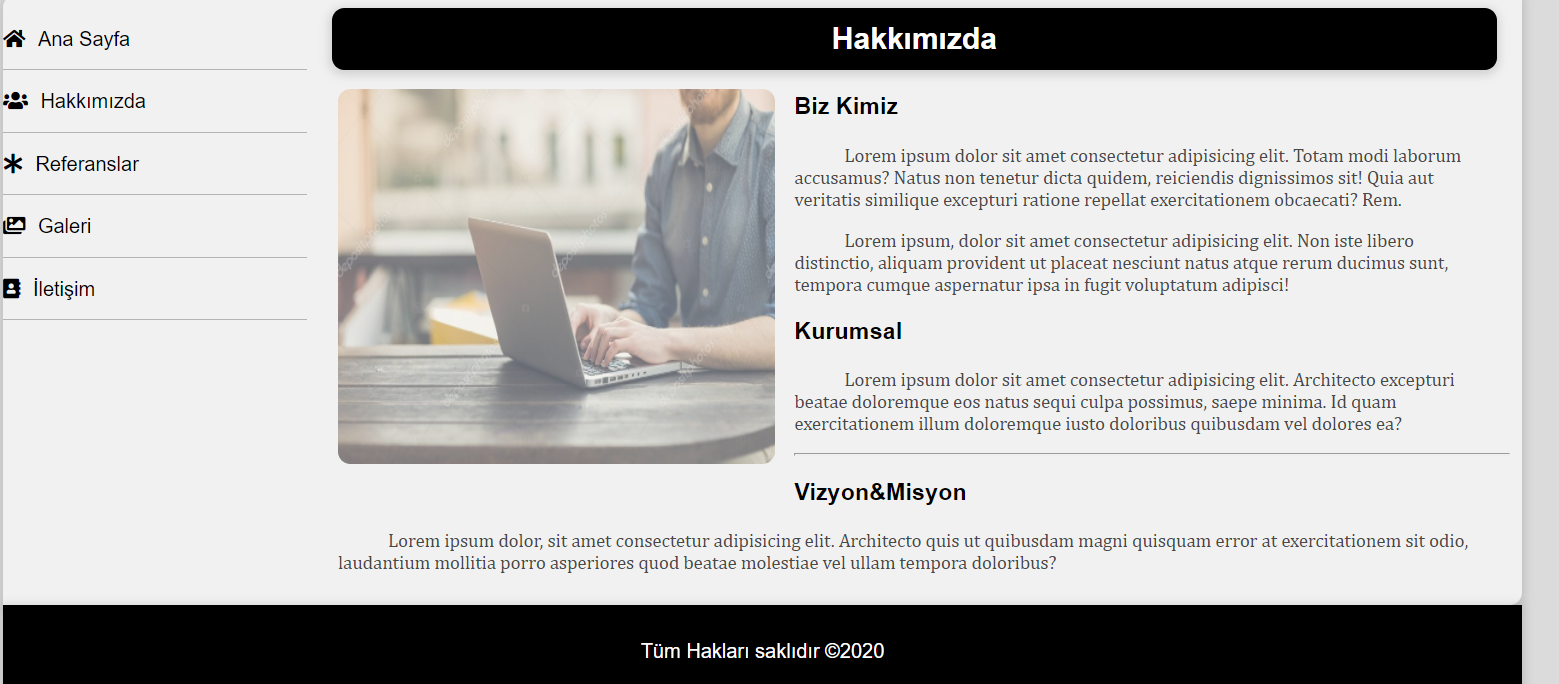 Ana Sayfa
Hakkımızda
Referanslar
Galeri
İletişim
Hakkımızda
Biz Kimiz
Lorem ipsum dolor sit amet consectetur adipisicing elit. Totam modi laborum
accusamus? Natus non tenetur dicta quidem, reiciendis dignissimos sit! Quia aut
veritatis similique excepturi ratione repellat exercitationem obcaecati? Rem.
Lorem ipsum, dolor sit amet consectetur adipisicing elit. Non iste libero
distinctio, aliquam provident ut placeat nesciunt natus atque rerum ducimus sunt,
tempora cumque aspernatur ipsa in fugit voluptatum adipisci!
Kurumsal
Lorem ipsum dolor sit amet consectetur adipisicing elit. Architecto excepturi
beatae doloremque eos natus sequi culpa possimus, saepe minima. Id quam
exercitationem illum doloremque iusto doloribus quibusdam vel dolores ea?
Vizyon&Misyon
Lorem ipsum dolor, sit amet consectetur adipisicing elit. Architecto quis ut quibusdam magni quisquam error at exercitationem sit odio,
laudantium mollitia porro asperiores quod beatae molestiae vel ullam tempora doloribus?
Tüm Hakları saklıdır ©2020